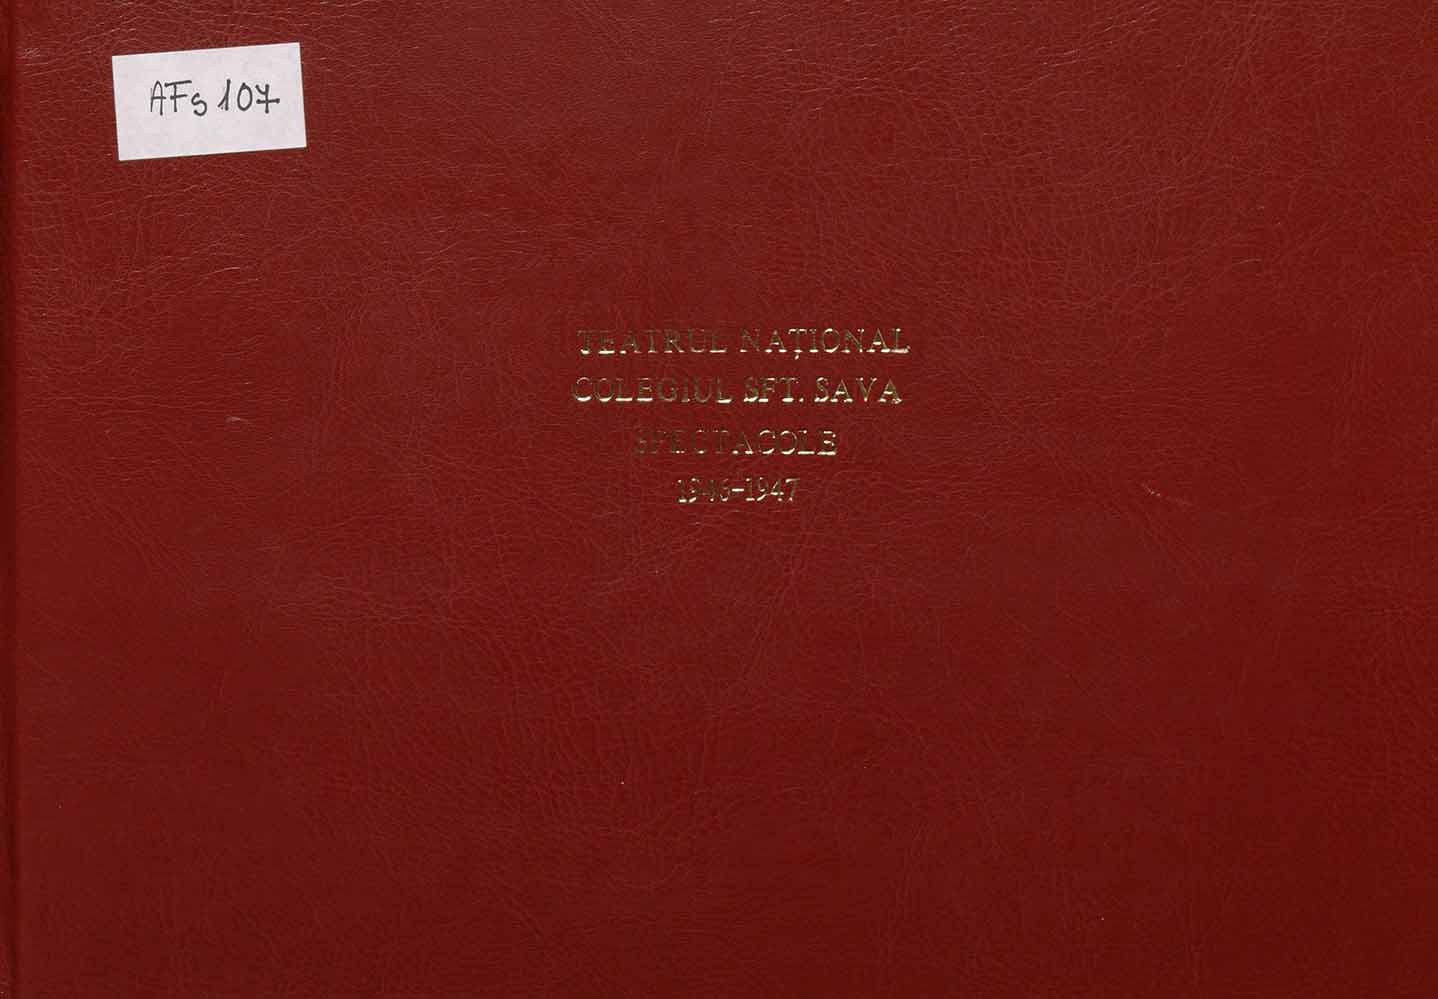 AFs 107
TEATRUL NAȚIONAL
COLEGIUL SFT. SAVA
SPECTACOLE
1946-1947